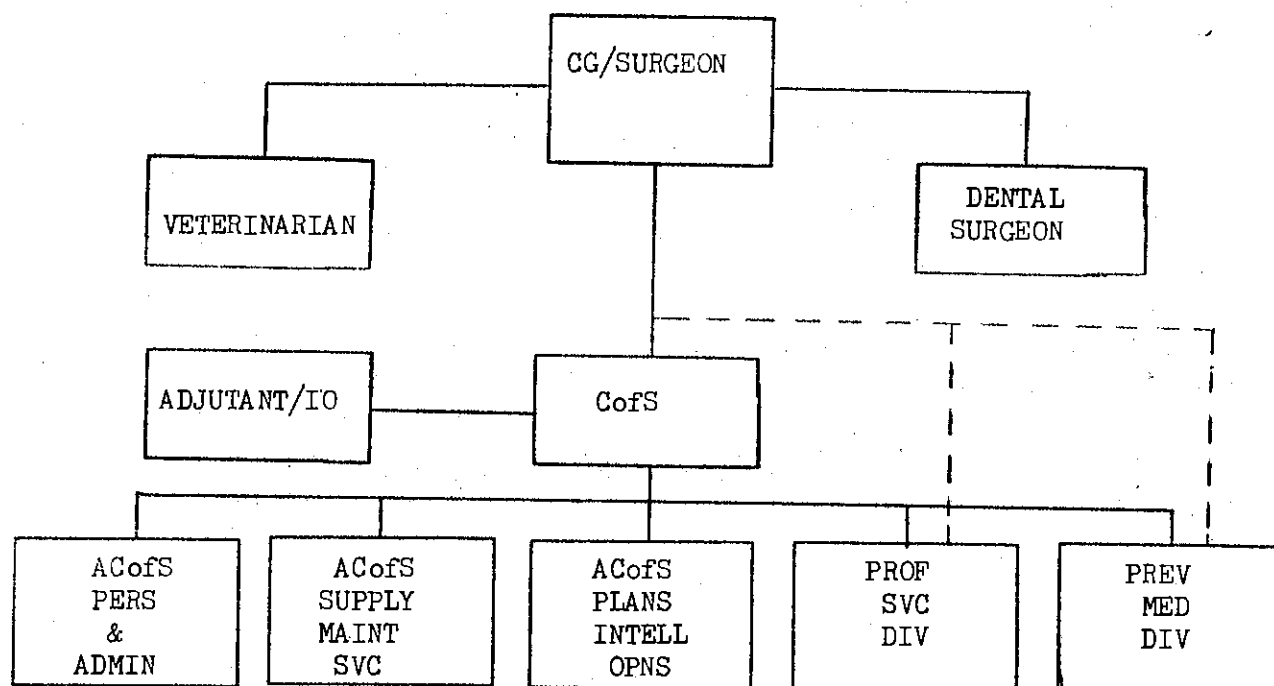 CG/SURGEON
VETERINARIAN
DENTAL
SURGEON
ADJUTANT/IO
CofS
ACofS
PERS
&
ADMIN
ACofS
SUPPLY
MAINT
SVC
ACofS
PLANS
INTELL
OPNS
PROF
SVC
DIV
PREV
MED
DIV